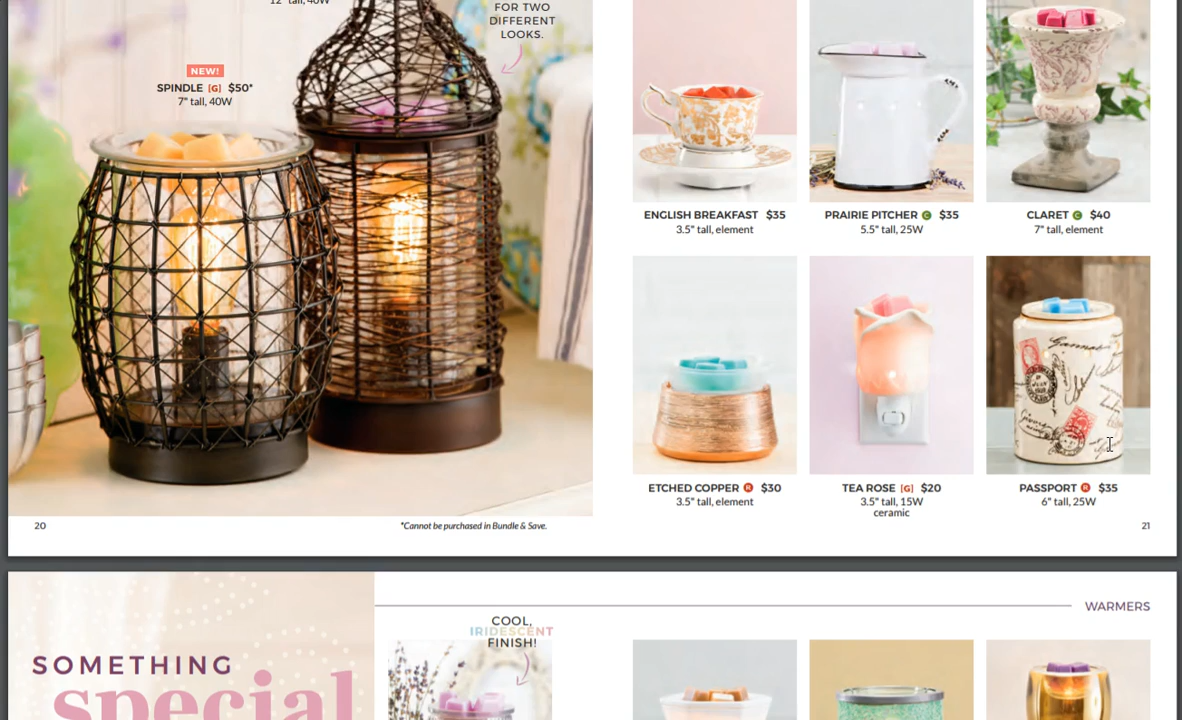 FOR TWO
DIFFERENT
LOOKS.
NEW!
SPINDLE [G] $50*
7" tall, 40W
ENGLISH BREAKFAST $35
3.5" tall, element
PRAIRIE PITCHER C $35
5.5" tall, 25W
CLARET C $40
7" tall, element
ETCHED COPPER R $30
3.5" tall, element
TEA ROSE [G] $20
3.5" tall, 15W
ceramic
PASSPORT R $35
6" tall, 25W
20
*Cannot be purchased in Bundle & Save.
21
WARMERS
SOMETHING
special
COOL,
IRIDESCENT
FINISH!